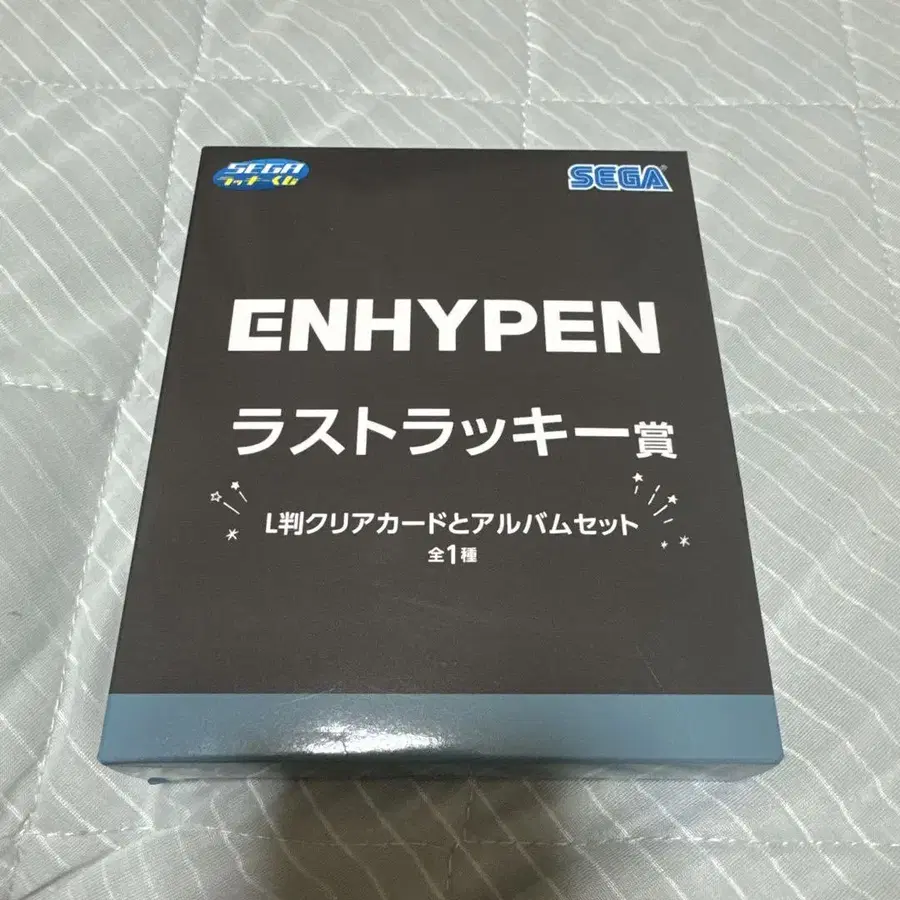 SEGA
ラッキーくじ
SEGA
ENHYPEN
ラストラッキー賞
L判クリアカードとアルバムセット
全1種